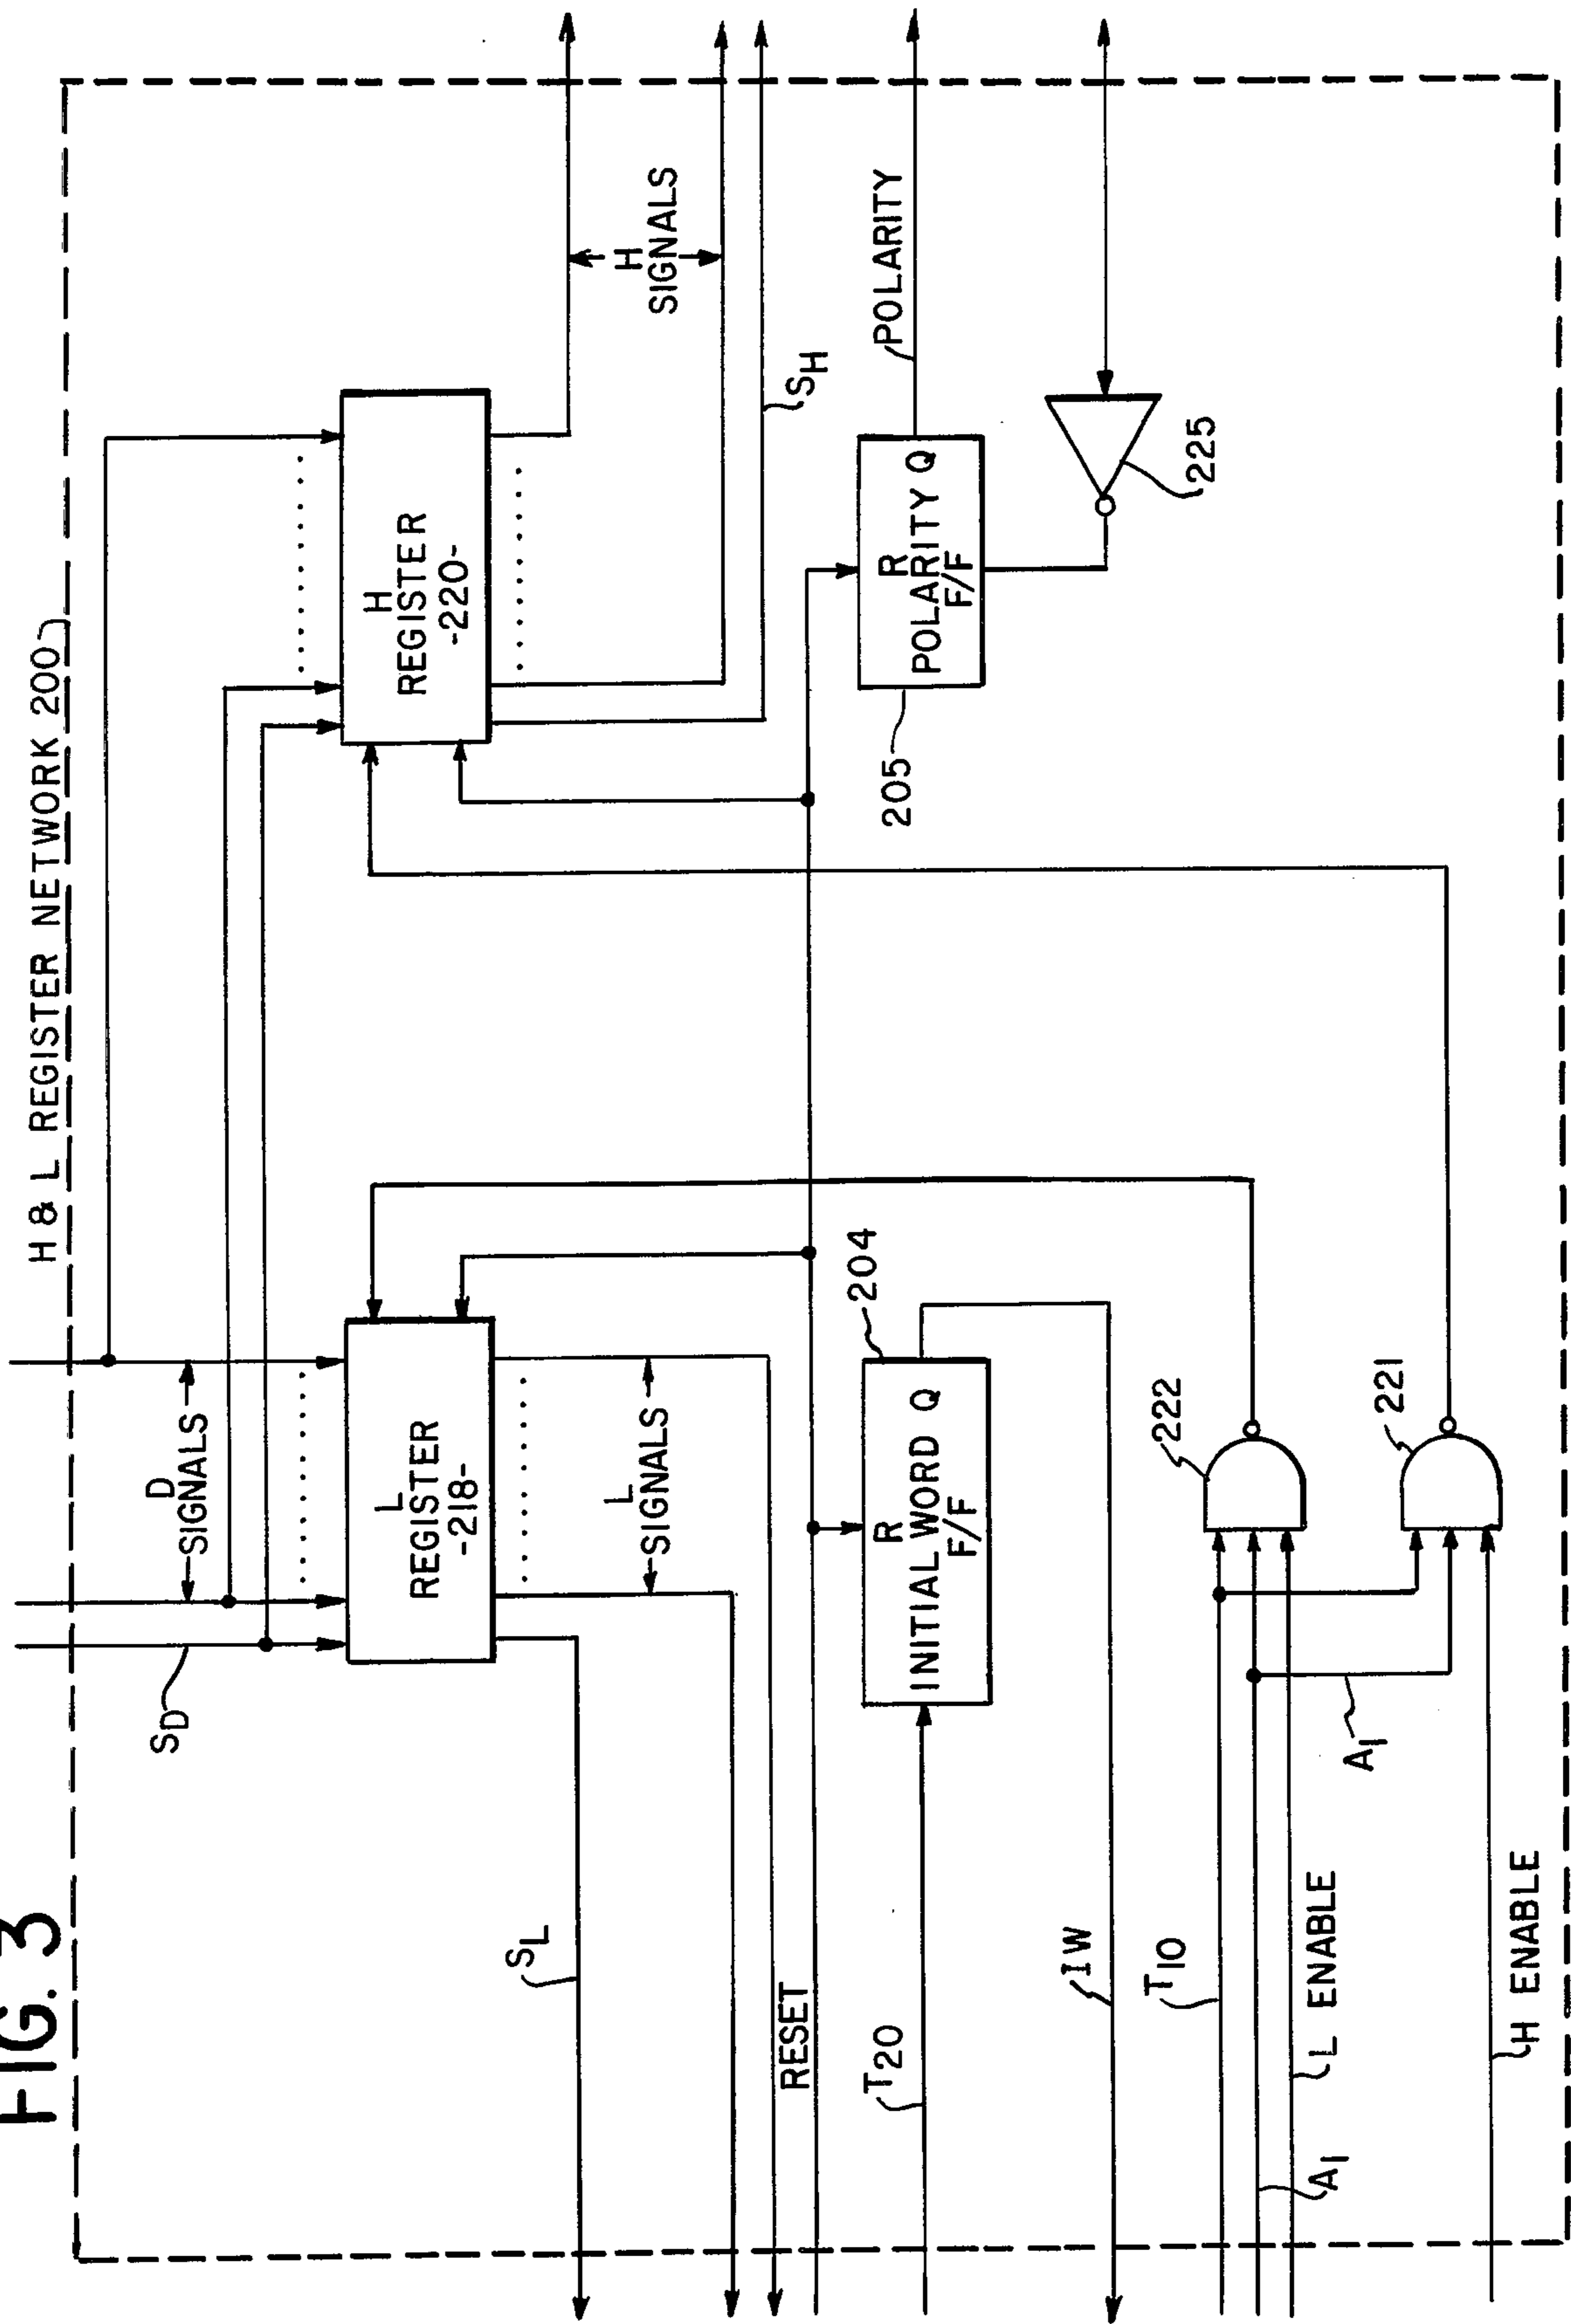 FIG. 3
H & L REGISTER NETWORK 200
SD
D
SIGNALS
L
REGISTER
-218-
H
REGISTER
-220-
SL
L
SIGNALS
H
SIGNALS
SH
RESET
T20
R
INITIAL WORD Q
F/F
204
205
R
POLARITY Q
F/F
POLARITY
225
IW
T10
A1
L ENABLE
222
A1
221
H ENABLE